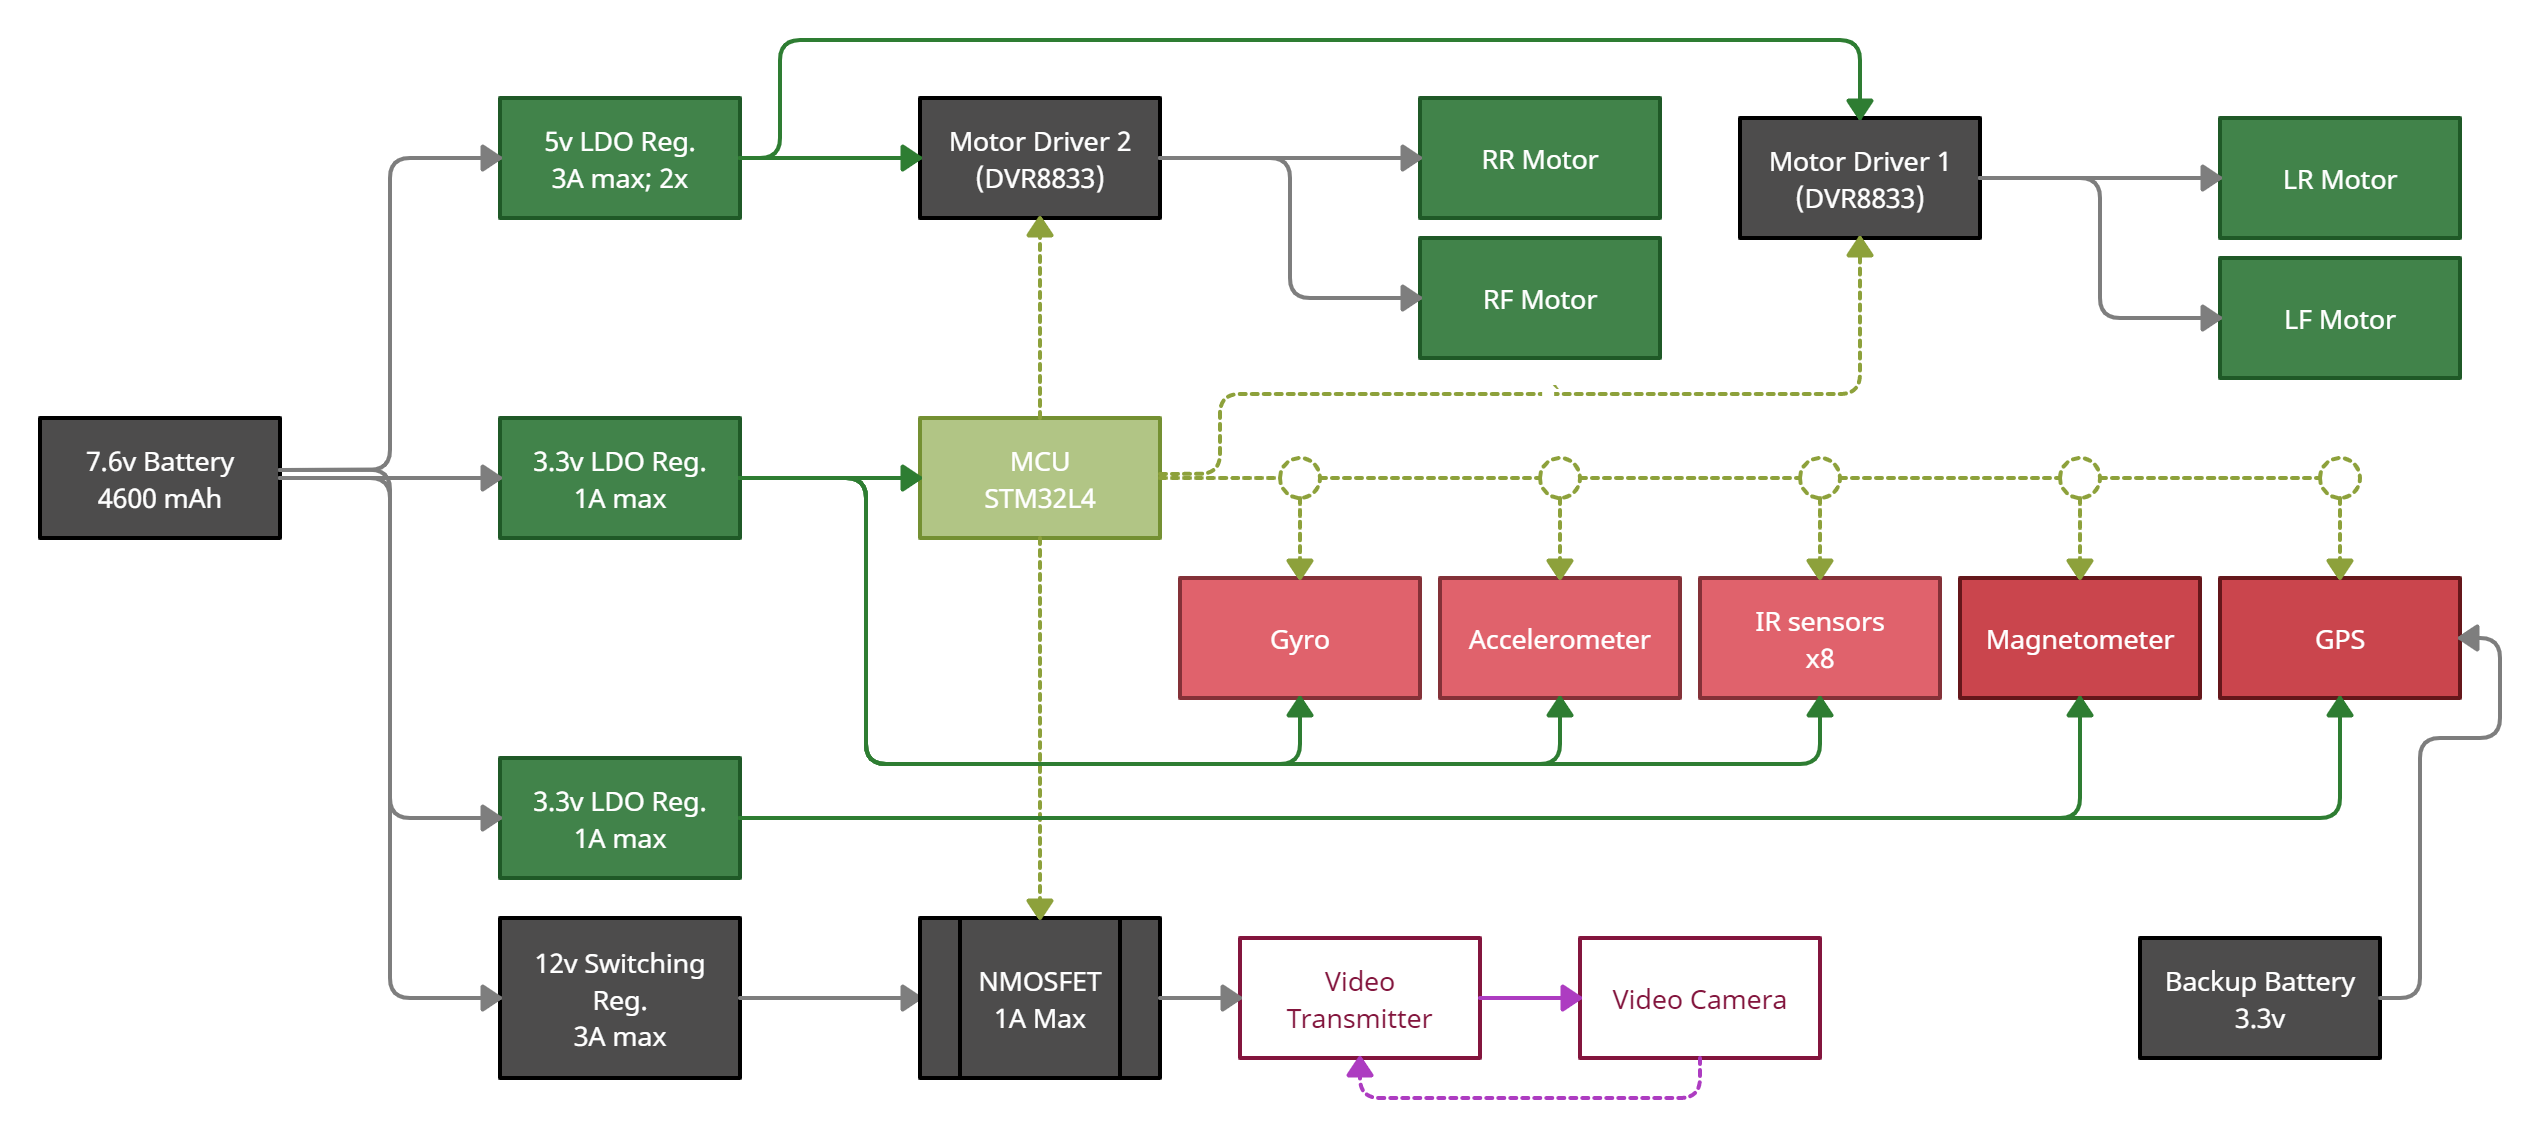 5v LDO Reg.
3A max; 2x
Motor Driver 2
(DVR8833)
RR Motor
RF Motor
Motor Driver 1
(DVR8833)
LR Motor
LF Motor
7.6v Battery
4600 mAh
3.3v LDO Reg.
1A max
MCU
STM32L4
Gyro
Accelerometer
IR sensors
x8
Magnetometer
GPS
3.3v LDO Reg.
1A max
12v Switching
Reg.
3A max
NMOSFET
1A Max
Video
Transmitter
Video Camera
Backup Battery
3.3v